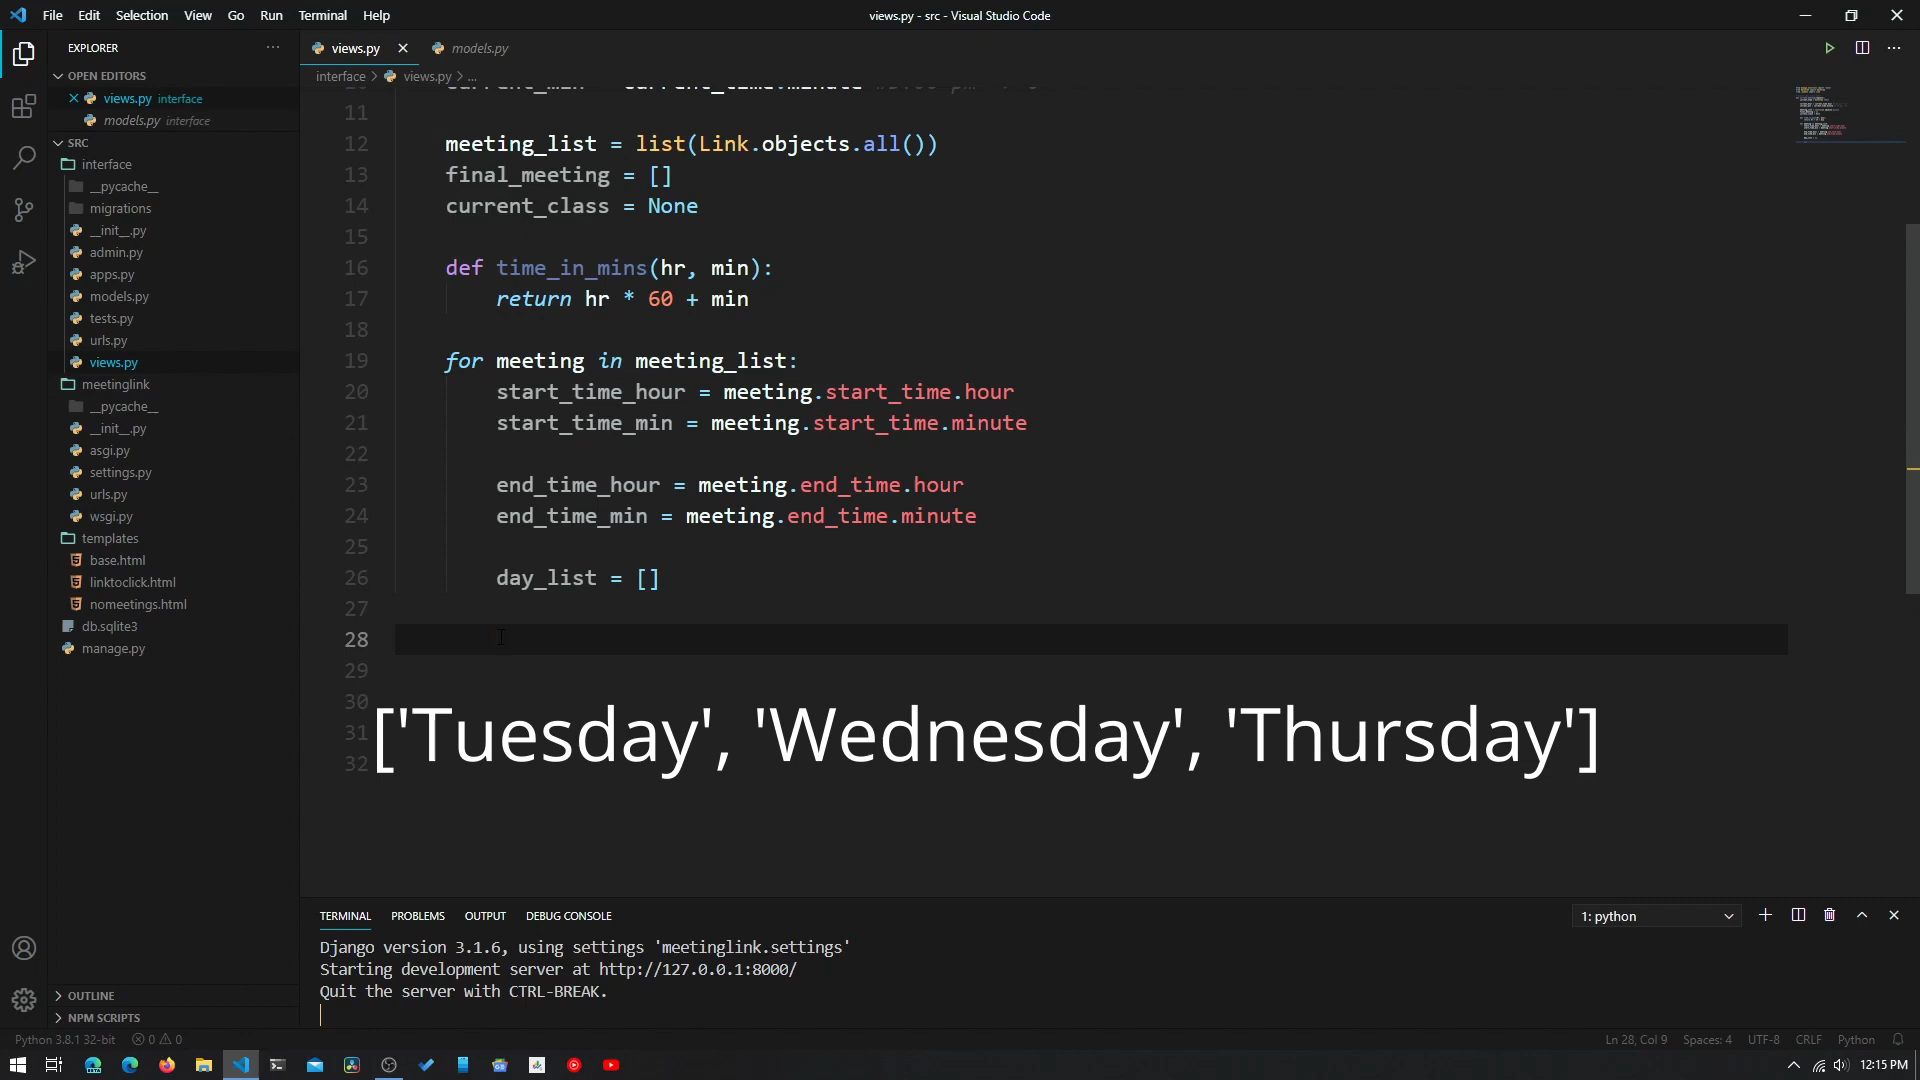 File Edit Selection View Go Run Terminal Help
views.py - src - Visual Studio Code
EXPLORER
OPEN EDITORS
views.py interface
models.py interface
SRC
interface
__pycache__
migrations
__init__.py
admin.py
apps.py
models.py
tests.py
urls.py
views.py
meetinglink
__pycache__
__init__.py
asgi.py
settings.py
urls.py
wsgi.py
templates
base.html
linktoclick.html
nomeetings.html
db.sqlite3
manage.py
OUTLINE
NPM SCRIPTS
views.py models.py
interface > views.py > ...
11
12 meeting_list = list(Link.objects.all())
13 final_meeting = []
14 current_class = None
15
16 def time_in_mins(hr, min):
17 return hr * 60 + min
18
19 for meeting in meeting_list:
20 start_time_hour = meeting.start_time.hour
21 start_time_min = meeting.start_time.minute
22
23 end_time_hour = meeting.end_time.hour
24 end_time_min = meeting.end_time.minute
25
26 day_list = []
27
28
29
30
31
32
['Tuesday', 'Wednesday', 'Thursday']
TERMINAL PROBLEMS OUTPUT DEBUG CONSOLE
1: python
Django version 3.1.6, using settings 'meetinglink.settings'
Starting development server at http://127.0.0.1:8000/
Quit the server with CTRL-BREAK.
Python 3.8.1 32-bit 0 0
Ln 28, Col 9 Spaces: 4 UTF-8 CRLF Python
12:15 PM